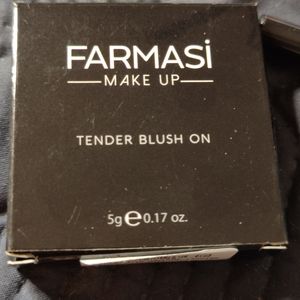 FARMASİ
MAKE UP
TENDER BLUSH ON
5g ℮ 0.17 oz.